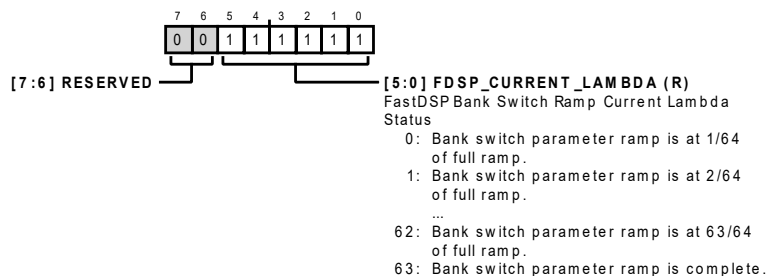 7 6 5 4 3 2 1 0
0 0 1 1 1 1 1 1
[7:6] RESERVED
[5:0] FDSP_CURRENT_LAMBDA (R)
FastDSP Bank Switch Ramp Current Lambda
Status
0: Bank switch parameter ramp is at 1/64
of full ramp.
1: Bank switch parameter ramp is at 2/64
of full ramp.
...
62: Bank switch parameter ramp is at 63/64
of full ramp.
63: Bank switch parameter ramp is complete.